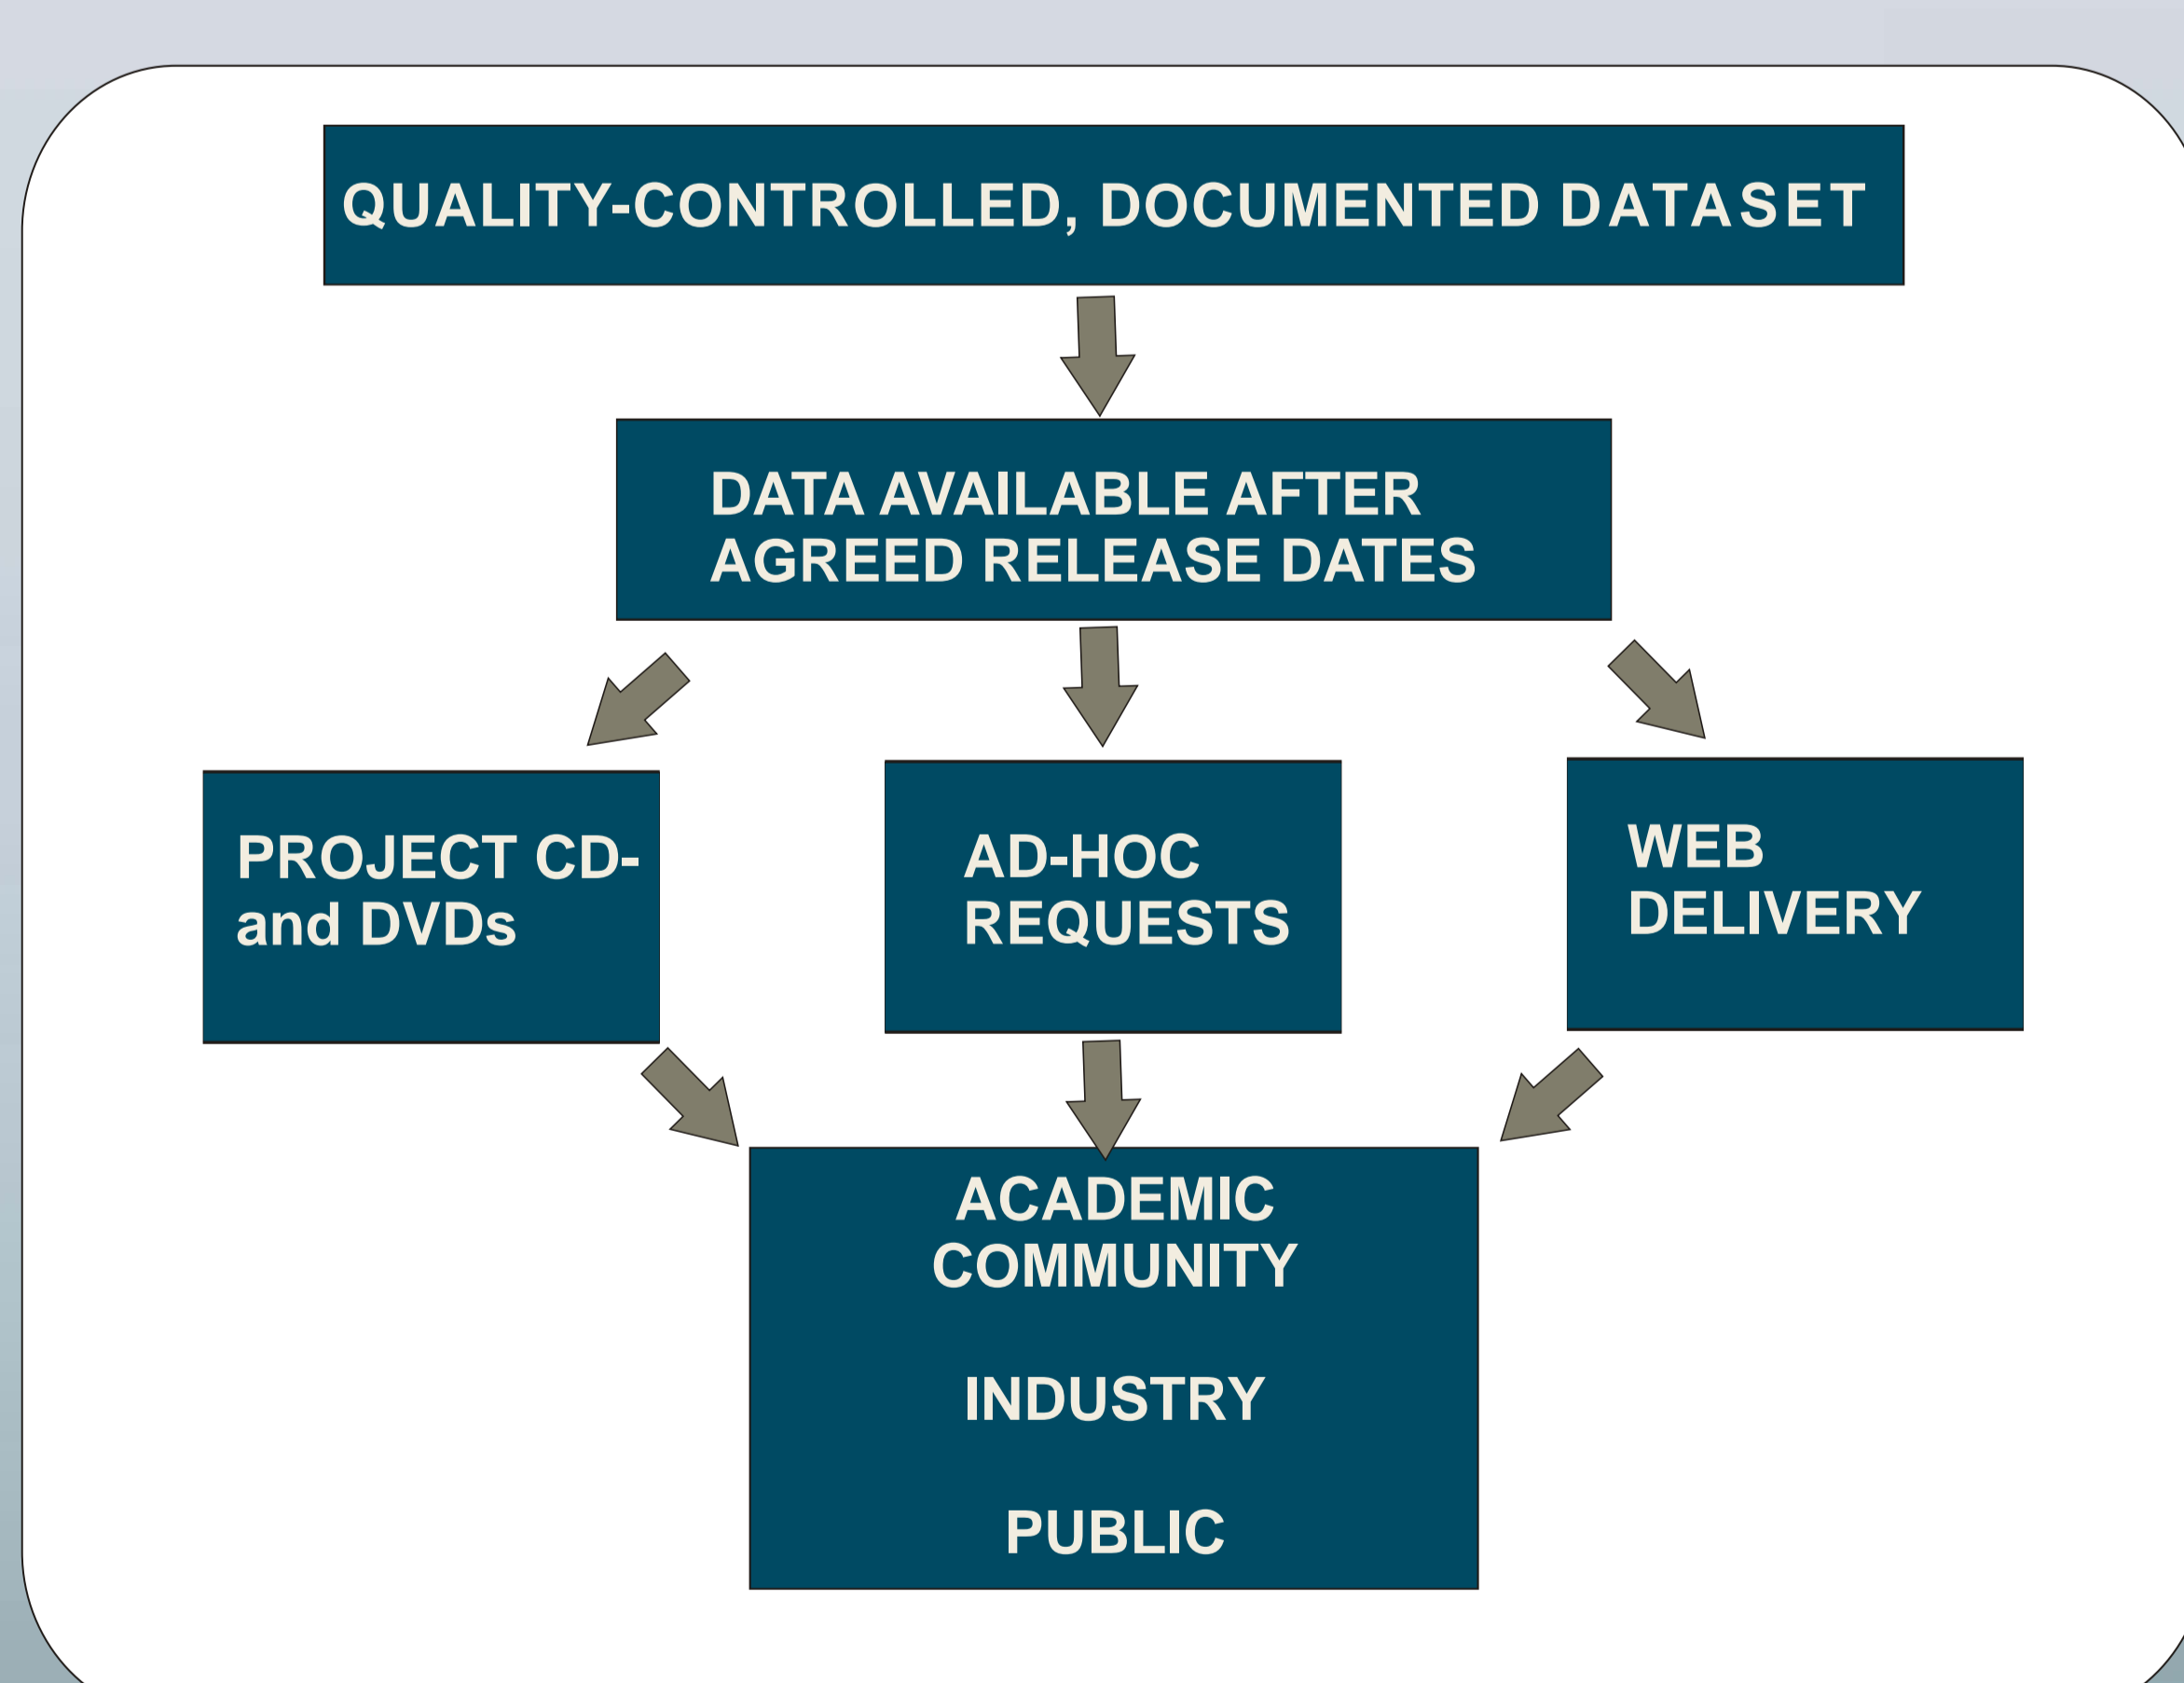 QUALITY-CONTROLLED, DOCUMENTED DATASET
DATA AVAILABLE AFTER
AGREED RELEASE DATES
PROJECT CD-
and DVDs
AD-HOC
REQUESTS
WEB
DELIVERY
ACADEMIC
COMMUNITY
INDUSTRY
PUBLIC